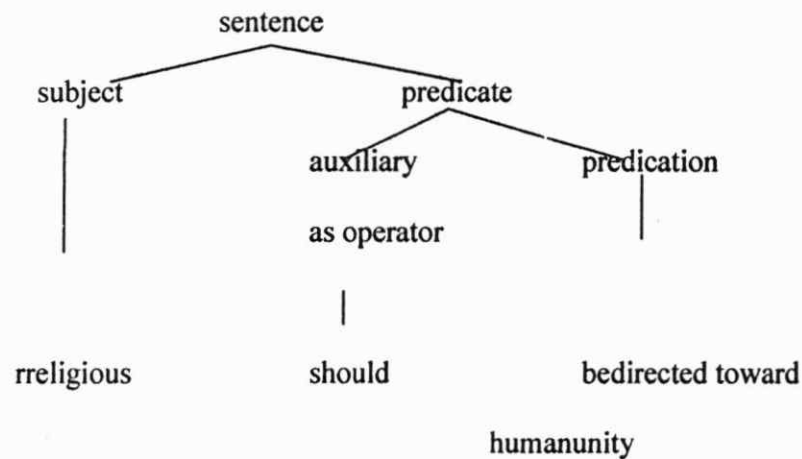 sentence
subject predicate
auxiliary predication
as operator
rreligious should bedirected toward
humanunity